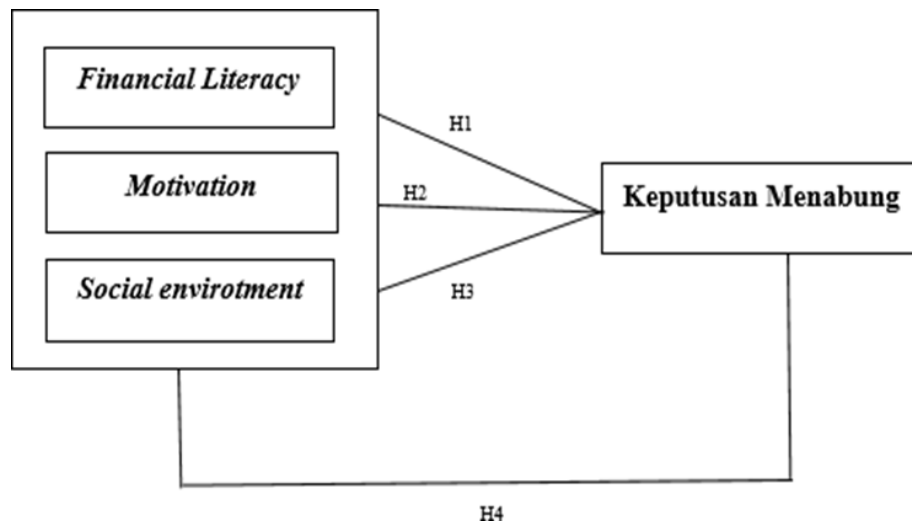 Financial Literacy
H1
Motivation
H2
Keputusan Menabung
Social envirotment
H3
H4